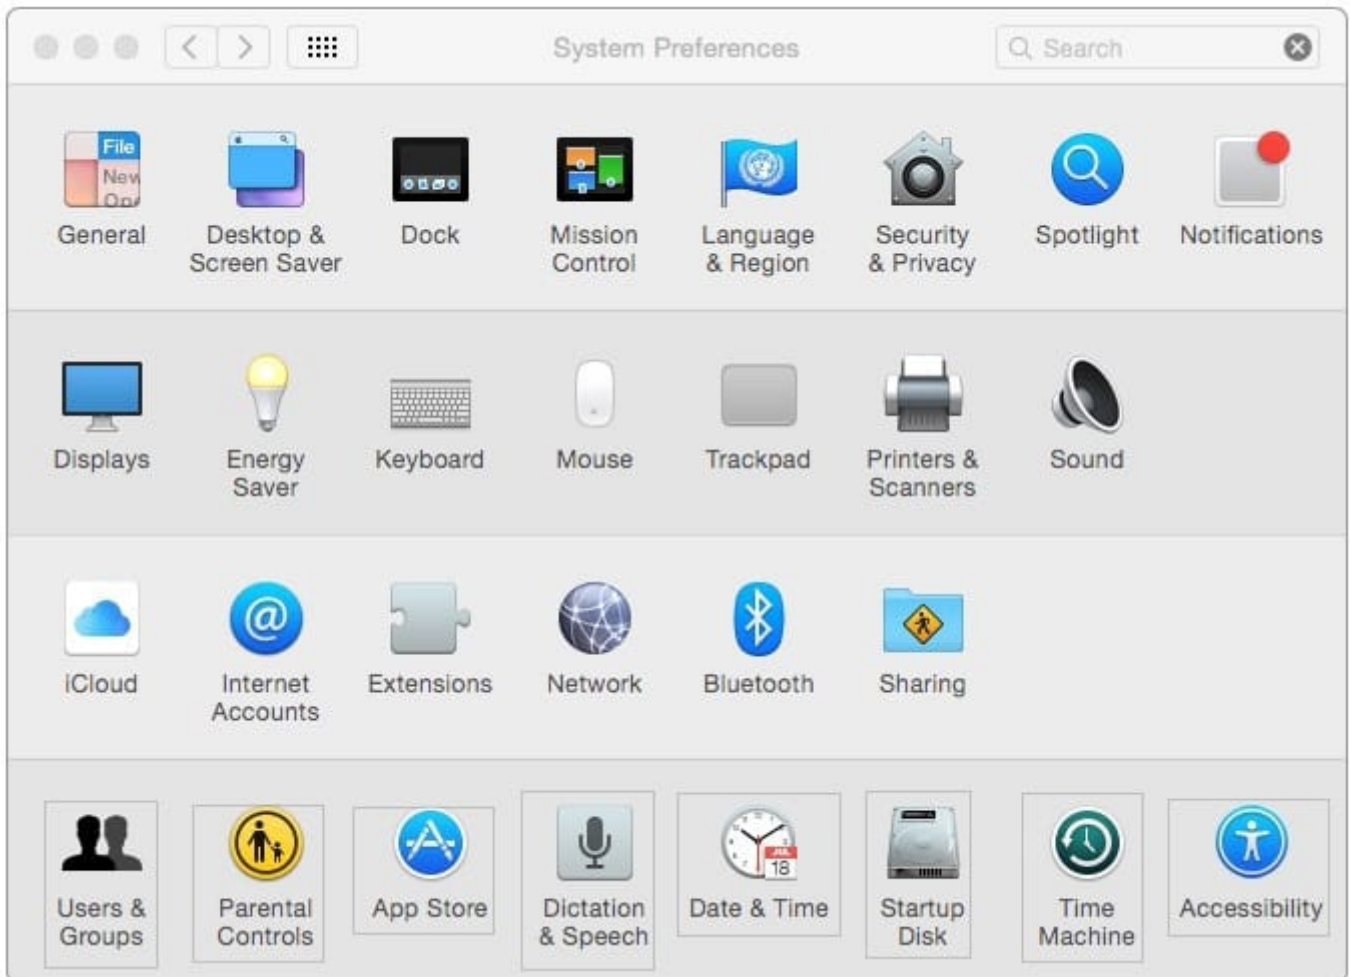 System Preferences
Search
File
New
General
Desktop &
Screen Saver
Dock
Mission
Control
Language
& Region
Security
& Privacy
Spotlight
Notifications
Displays
Energy
Saver
Keyboard
Mouse
Trackpad
Printers &
Scanners
Sound
iCloud
@
Internet
Accounts
Extensions
Network
Bluetooth
Sharing
JUL
18
Users &
Groups
Parental
Controls
App Store
Dictation
& Speech
Date & Time
Startup
Disk
Time
Machine
Accessibility